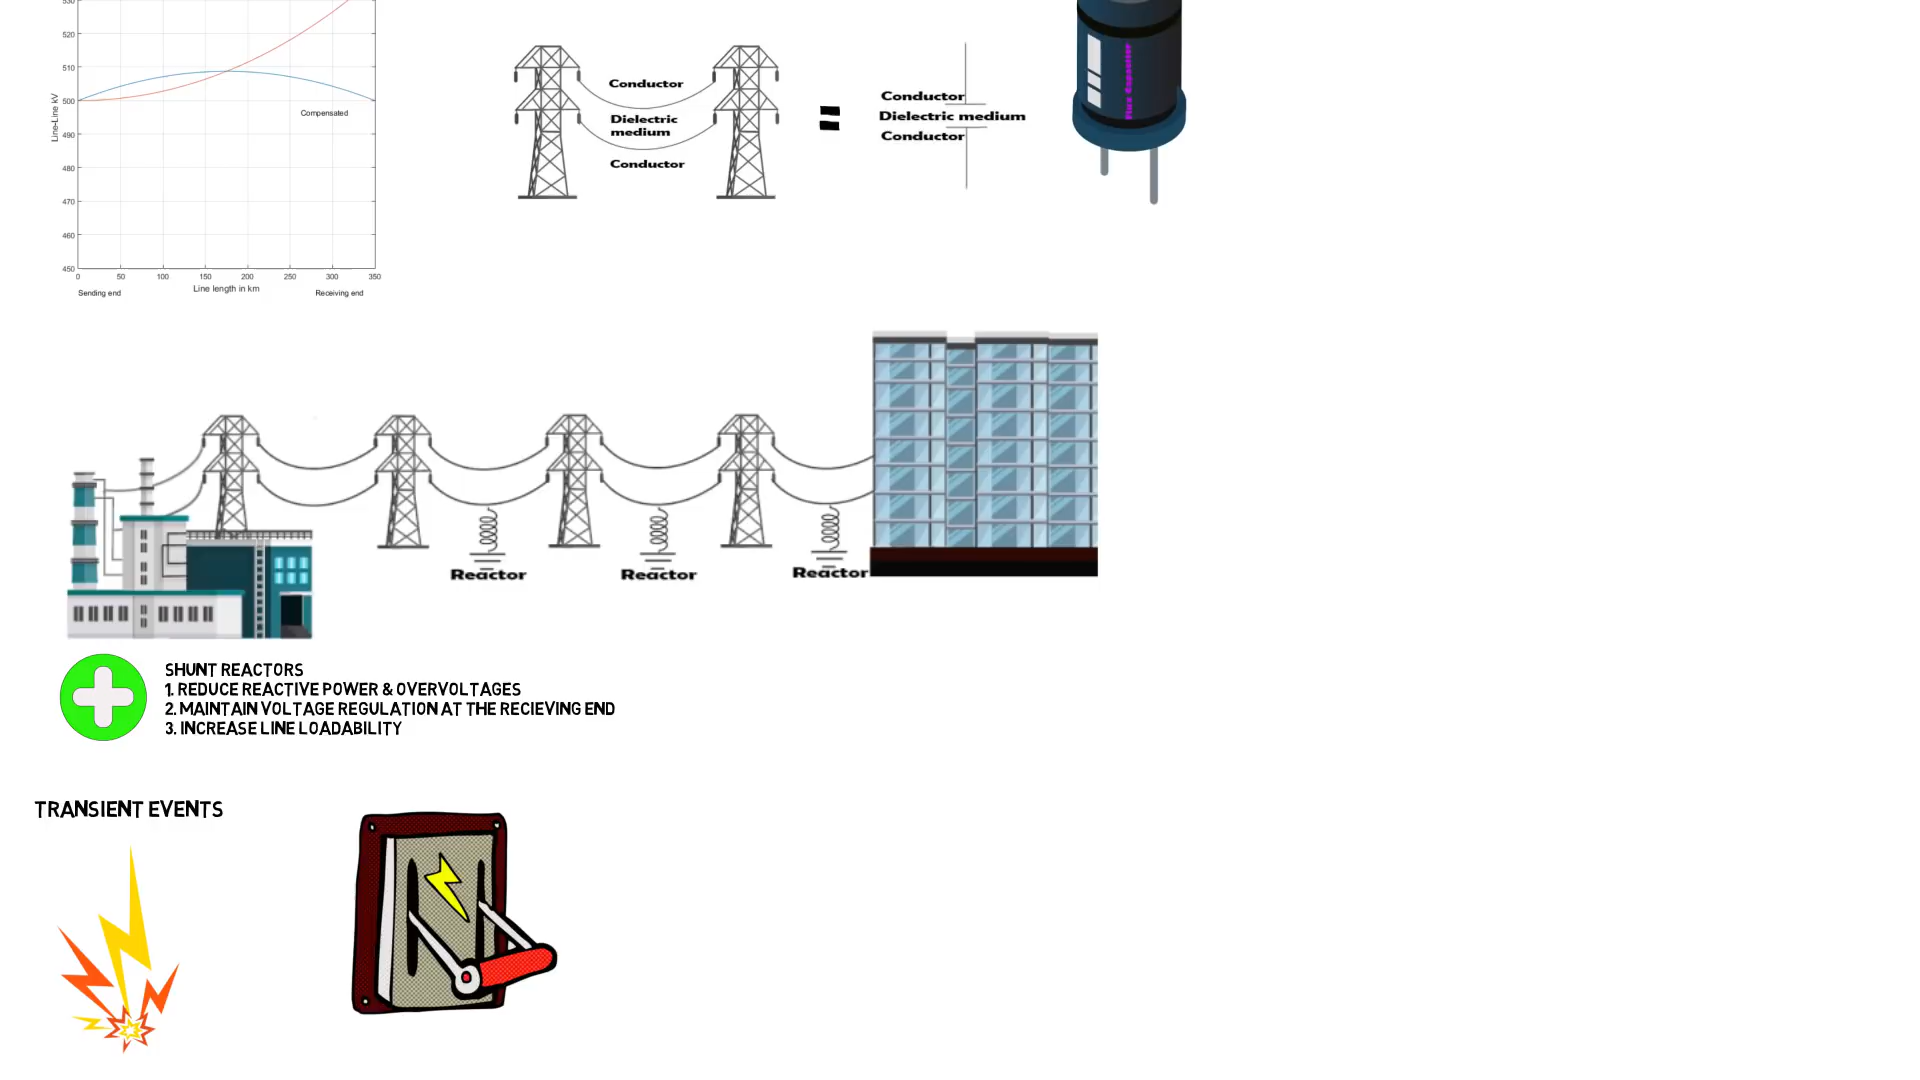 530
520
510
500
490
480
470
460
450
Line-Line kV
Compensated
0 50 100 150 200 250 300 350
Line length in km
Sending end
Receiving end
Conductor
Dielectric
medium
Conductor
=
Conductor
Dielectric medium
Conductor
Flux Capacitor
Reactor
Reactor
Reactor
SHUNT REACTORS
1. REDUCE REACTIVE POWER & OVERVOLTAGES
2. MAINTAIN VOLTAGE REGULATION AT THE RECIEVING END
3. INCREASE LINE LOADABILITY
TRANSIENT EVENTS